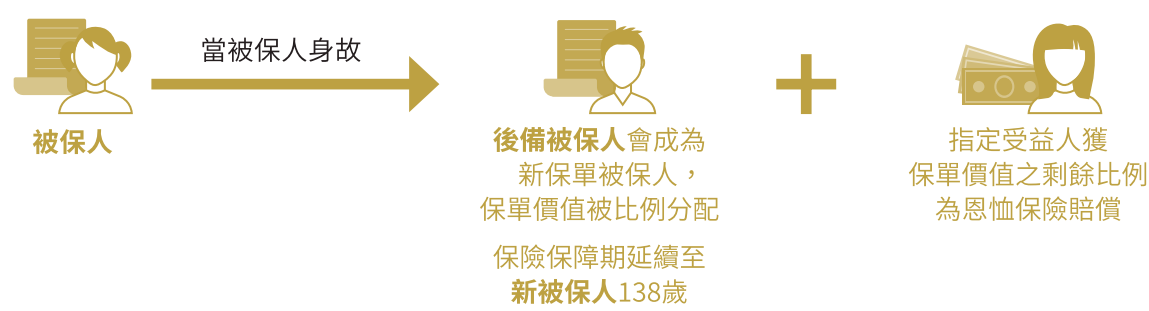 當被保人身故
被保人
後備被保人會成為
新保單被保人，
保單價值被比例分配
保險保障期延續至
新被保人138歲
指定受益人獲
保單價值之剩餘比例
為恩恤保險賠償